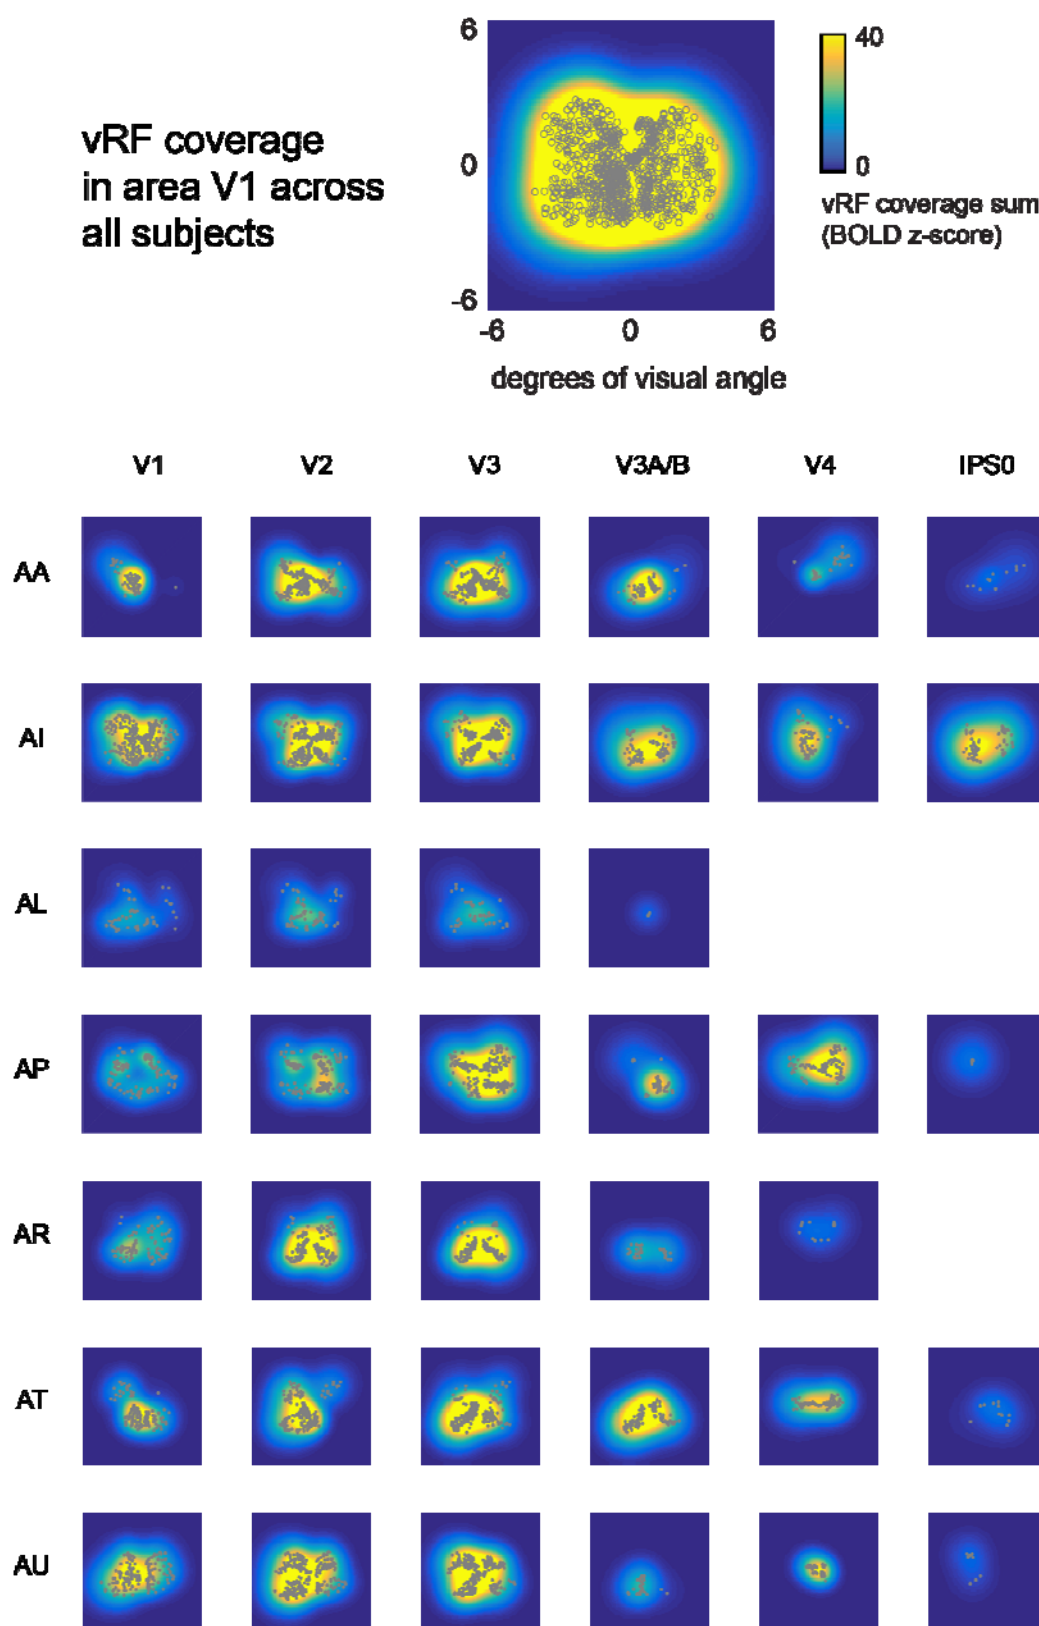 6
40
vRF coverage
in area V1 across
all subjects
0
0
vRF coverage sum
(BOLD z-score)
-6
-6
0
6
degrees of visual angle
V1
V2
V3
V3A/B
V4
IPS0
AA
AI
AL
AP
AR
AT
AU